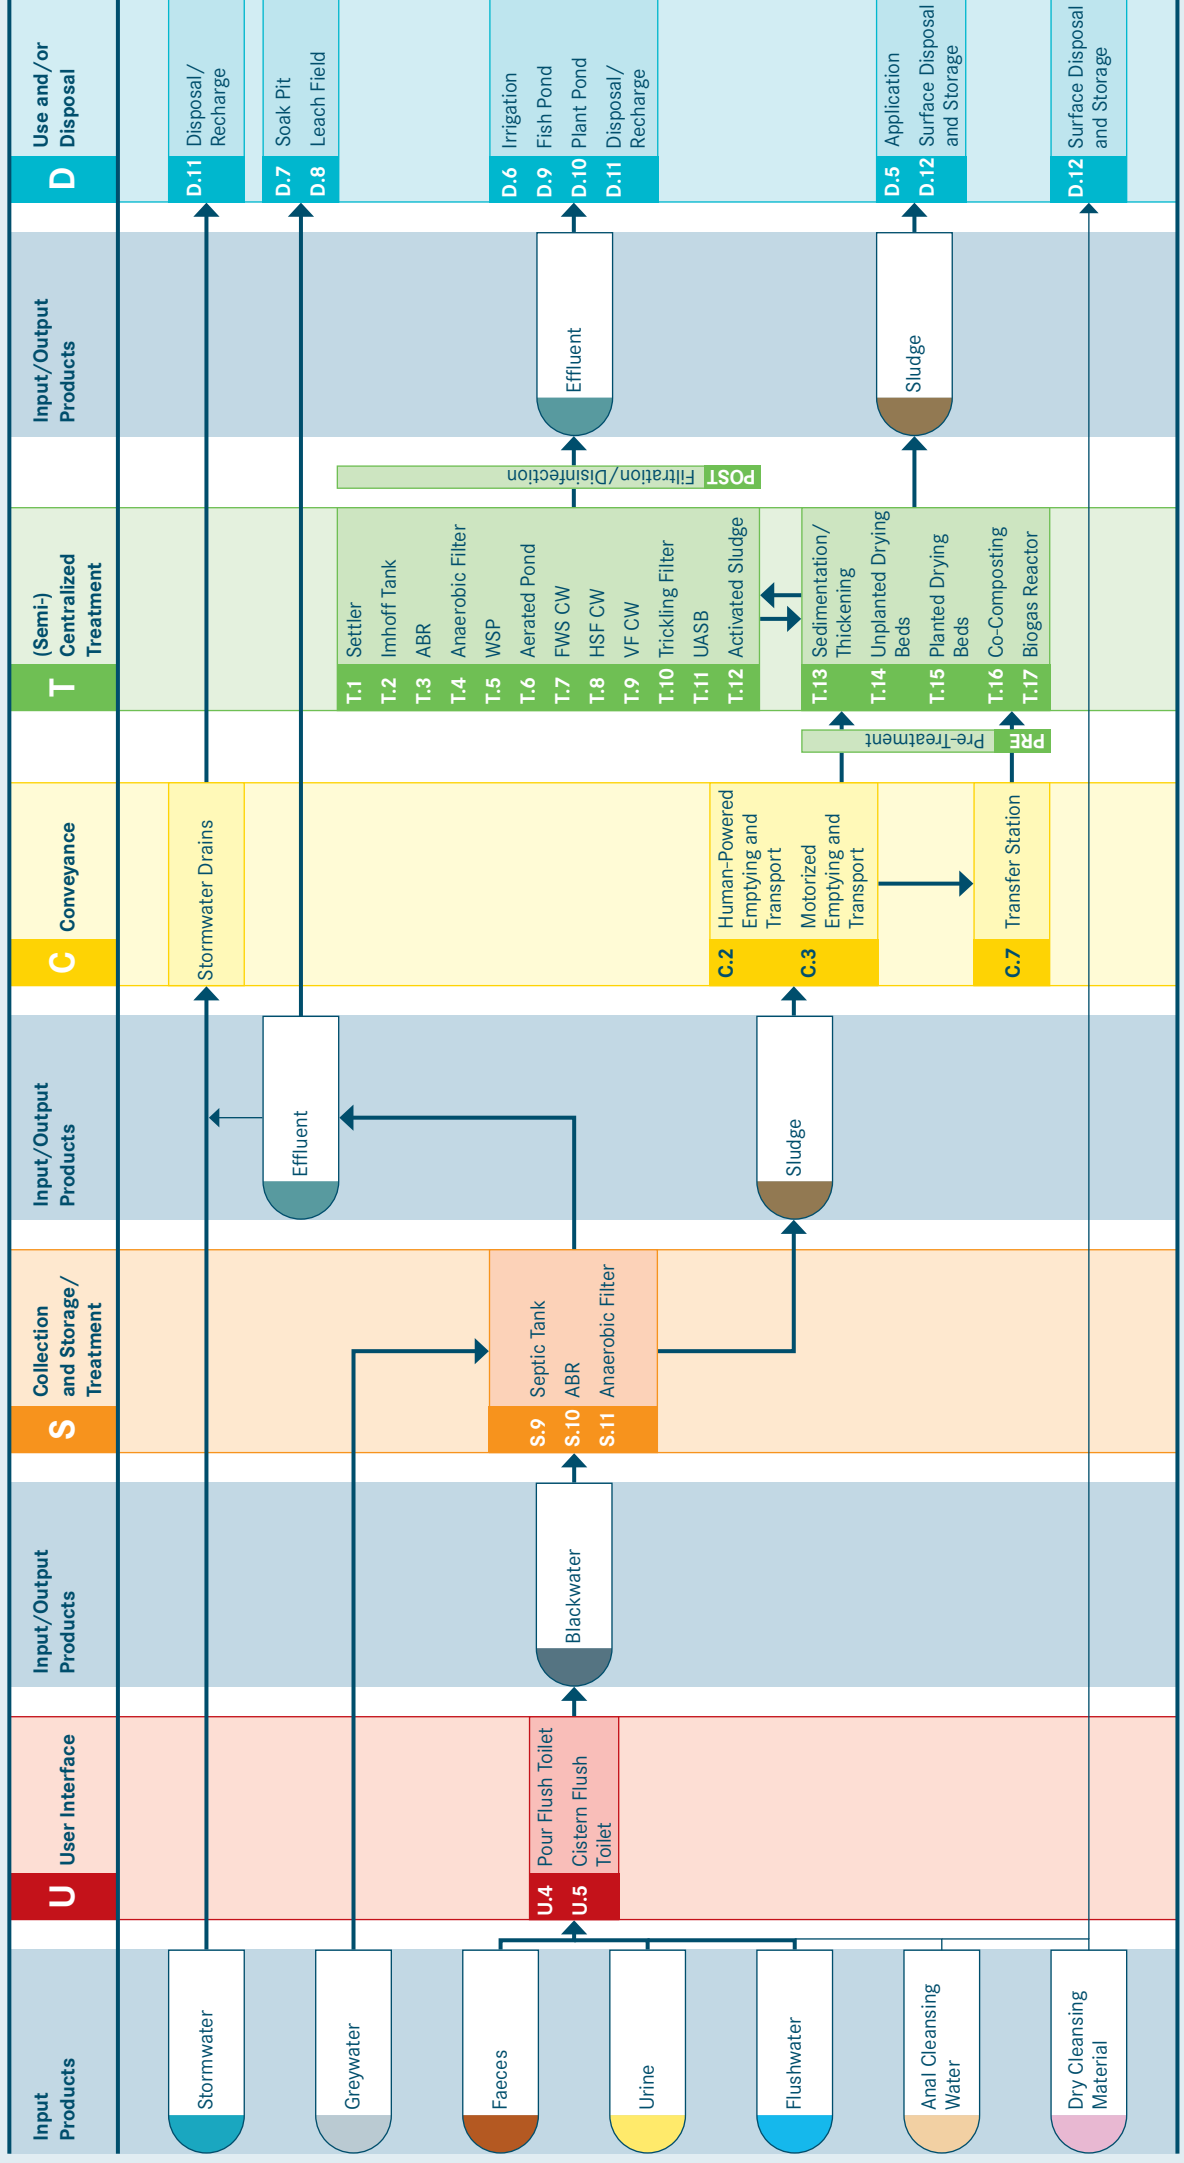 Input
Products
Stormwater
Greywater
Faeces
Urine
Flushwater
Anal Cleansing
Water
Dry Cleansing
Material
U
User Interface
U.4 Pour Flush Toilet
U.5 Cistern Flush
Toilet
Input/Output
Products
Blackwater
S
Collection
and Storage/
Treatment
S.9 Septic Tank
S.10 ABR
S.11 Anaerobic Filter
Input/Output
Products
Effluent
Sludge
C
Conveyance
Stormwater Drains
C.2 Human-Powered
Emptying and
Transport
C.3 Motorized
Emptying and
Transport
C.7 Transfer Station
PRE Pre-Treatment
T
(Semi-)
Centralized
Treatment
T.1 Settler
T.2 Imhoff Tank
T.3 ABR
T.4 Anaerobic Filter
T.5 WSP
T.6 Aerated Pond
T.7 FWS CW
T.8 HSF CW
T.9 VF CW
T.10 Trickling Filter
T.11 UASB
T.12 Activated Sludge
T.13 Sedimentation/
Thickening
T.14 Unplanted Drying
Beds
T.15 Planted Drying
Beds
T.16 Co-Composting
T.17 Biogas Reactor
POST Filtration/Disinfection
Input/Output
Products
Effluent
Sludge
D
Use and/or
Disposal
D.11 Disposal/
Recharge
D.7 Soak Pit
D.8 Leach Field
D.6 Irrigation
D.9 Fish Pond
D.10 Plant Pond
D.11 Disposal/
Recharge
D.5 Application
D.12 Surface Disposal
and Storage
D.12 Surface Disposal
and Storage